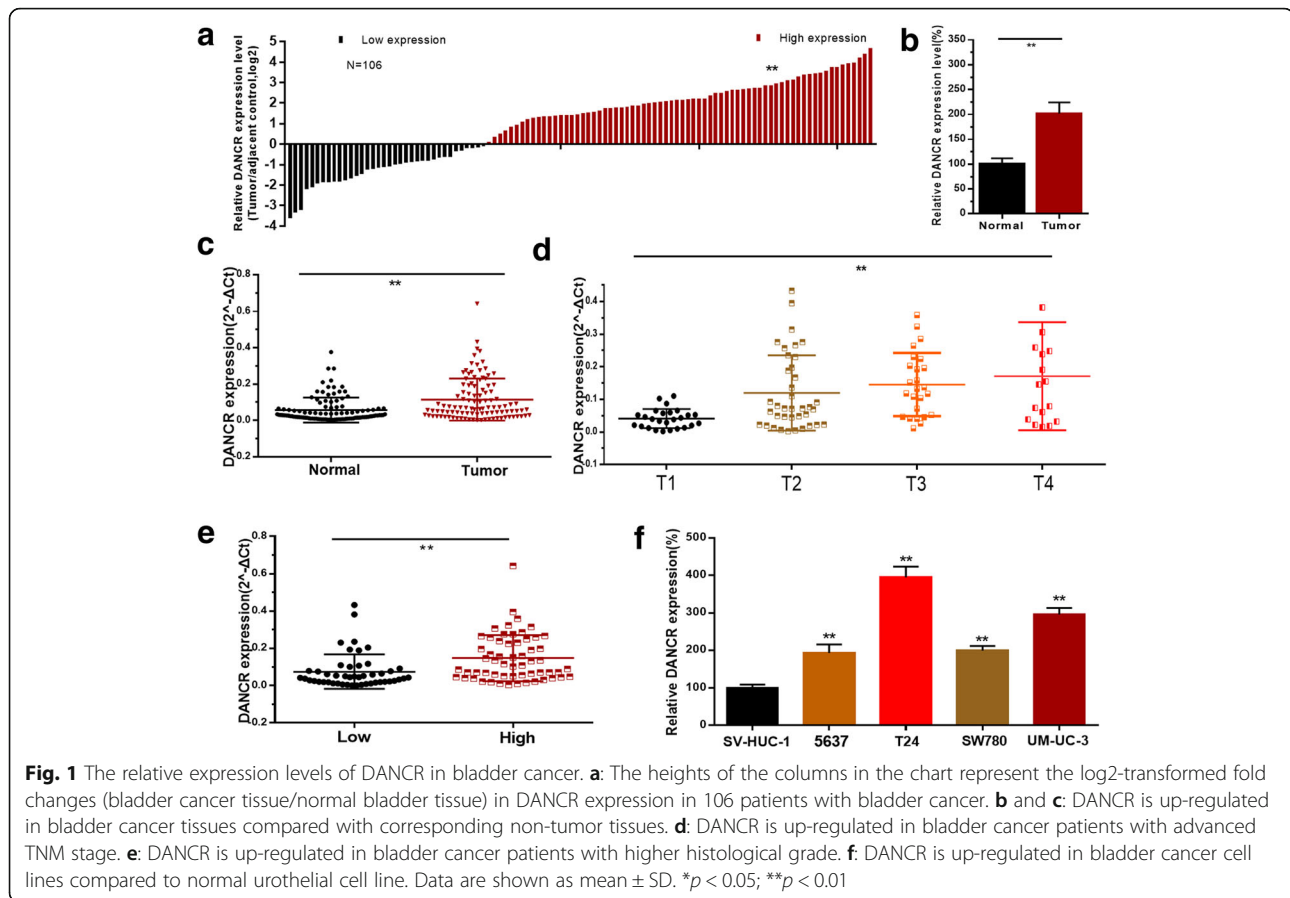 a
Low expression
High expression
N=106
**
Relative DANCR expression level
(Tumor/adjacent control,log2)
5
4
3
2
1
0
-1
-2
-3
-4
b
**
Relative DANCR expression level(%)
350
300
250
200
150
100
50
0
Normal
Tumor
c
**
DANCR expression(2^-ΔCt)
0.8
0.6
0.4
0.2
0.0
-0.2
Normal
Tumor
d
**
DANCR expression(2^-ΔCt)
0.4
0.3
0.2
0.1
0.0
-0.1
T1
T2
T3
T4
e
**
DANCR expression(2^-ΔCt)
0.8
0.6
0.4
0.2
0.0
-0.2
Low
High
f
Relative DANCR expression(%)
500
400
300
200
100
0
**
**
**
**
SV-HUC-1
5637
T24
SW780
UM-UC-3
Fig. 1 The relative expression levels of DANCR in bladder cancer. a: The heights of the columns in the chart represent the log2-transformed fold
changes (bladder cancer tissue/normal bladder tissue) in DANCR expression in 106 patients with bladder cancer. b and c: DANCR is up-regulated
in bladder cancer tissues compared with corresponding non-tumor tissues. d: DANCR is up-regulated in bladder cancer patients with advanced
TNM stage. e: DANCR is up-regulated in bladder cancer patients with higher histological grade. f: DANCR is up-regulated in bladder cancer cell
lines compared to normal urothelial cell line. Data are shown as mean ± SD. *p < 0.05; **p < 0.01